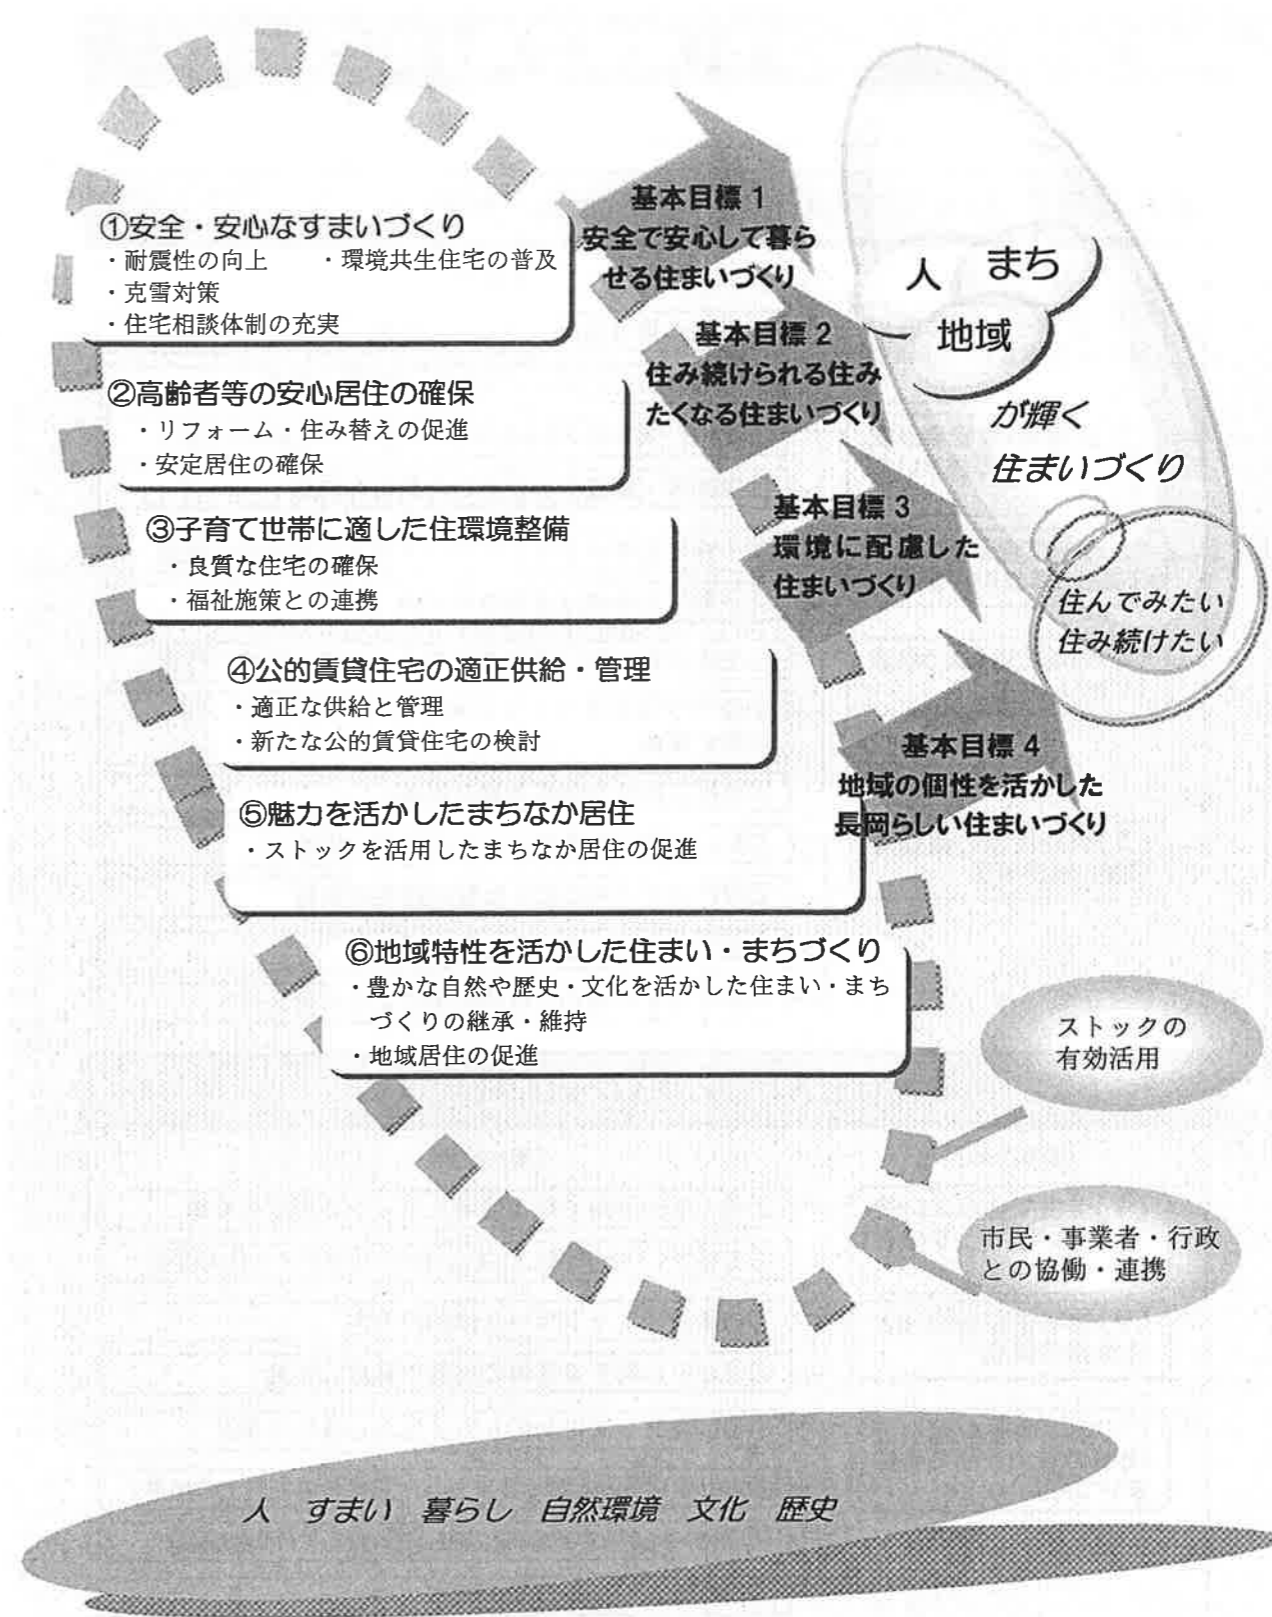 ①安全・安心なすまいづくり
・耐震性の向上　・環境共生住宅の普及
・克雪対策
・住宅相談体制の充実
②高齢者等の安心居住の確保
・リフォーム・住み替えの促進
・安定居住の確保
③子育て世帯に適した住環境整備
・良質な住宅の確保
・福祉施策との連携
④公的賃貸住宅の適正供給・管理
・適正な供給と管理
・新たな公的賃貸住宅の検討
⑤魅力を活かしたまちなか居住
・ストックを活用したまちなか居住の促進
⑥地域特性を活かした住まい・まちづくり
・豊かな自然や歴史・文化を活かした住まい・まち
づくりの継承・維持
・地域居住の促進
基本目標 1
安全で安心して暮ら
せる住まいづくり
基本目標 2
住み続けられる住み
たくなる住まいづくり
基本目標 3
環境に配慮した
住まいづくり
基本目標 4
地域の個性を活かした
長岡らしい住まいづくり
人　まち
地域
が輝く
住まいづくり
住んでみたい
住み続けたい
ストックの
有効活用
市民・事業者・行政
との協働・連携
人　すまい　暮らし　自然環境　文化　歴史